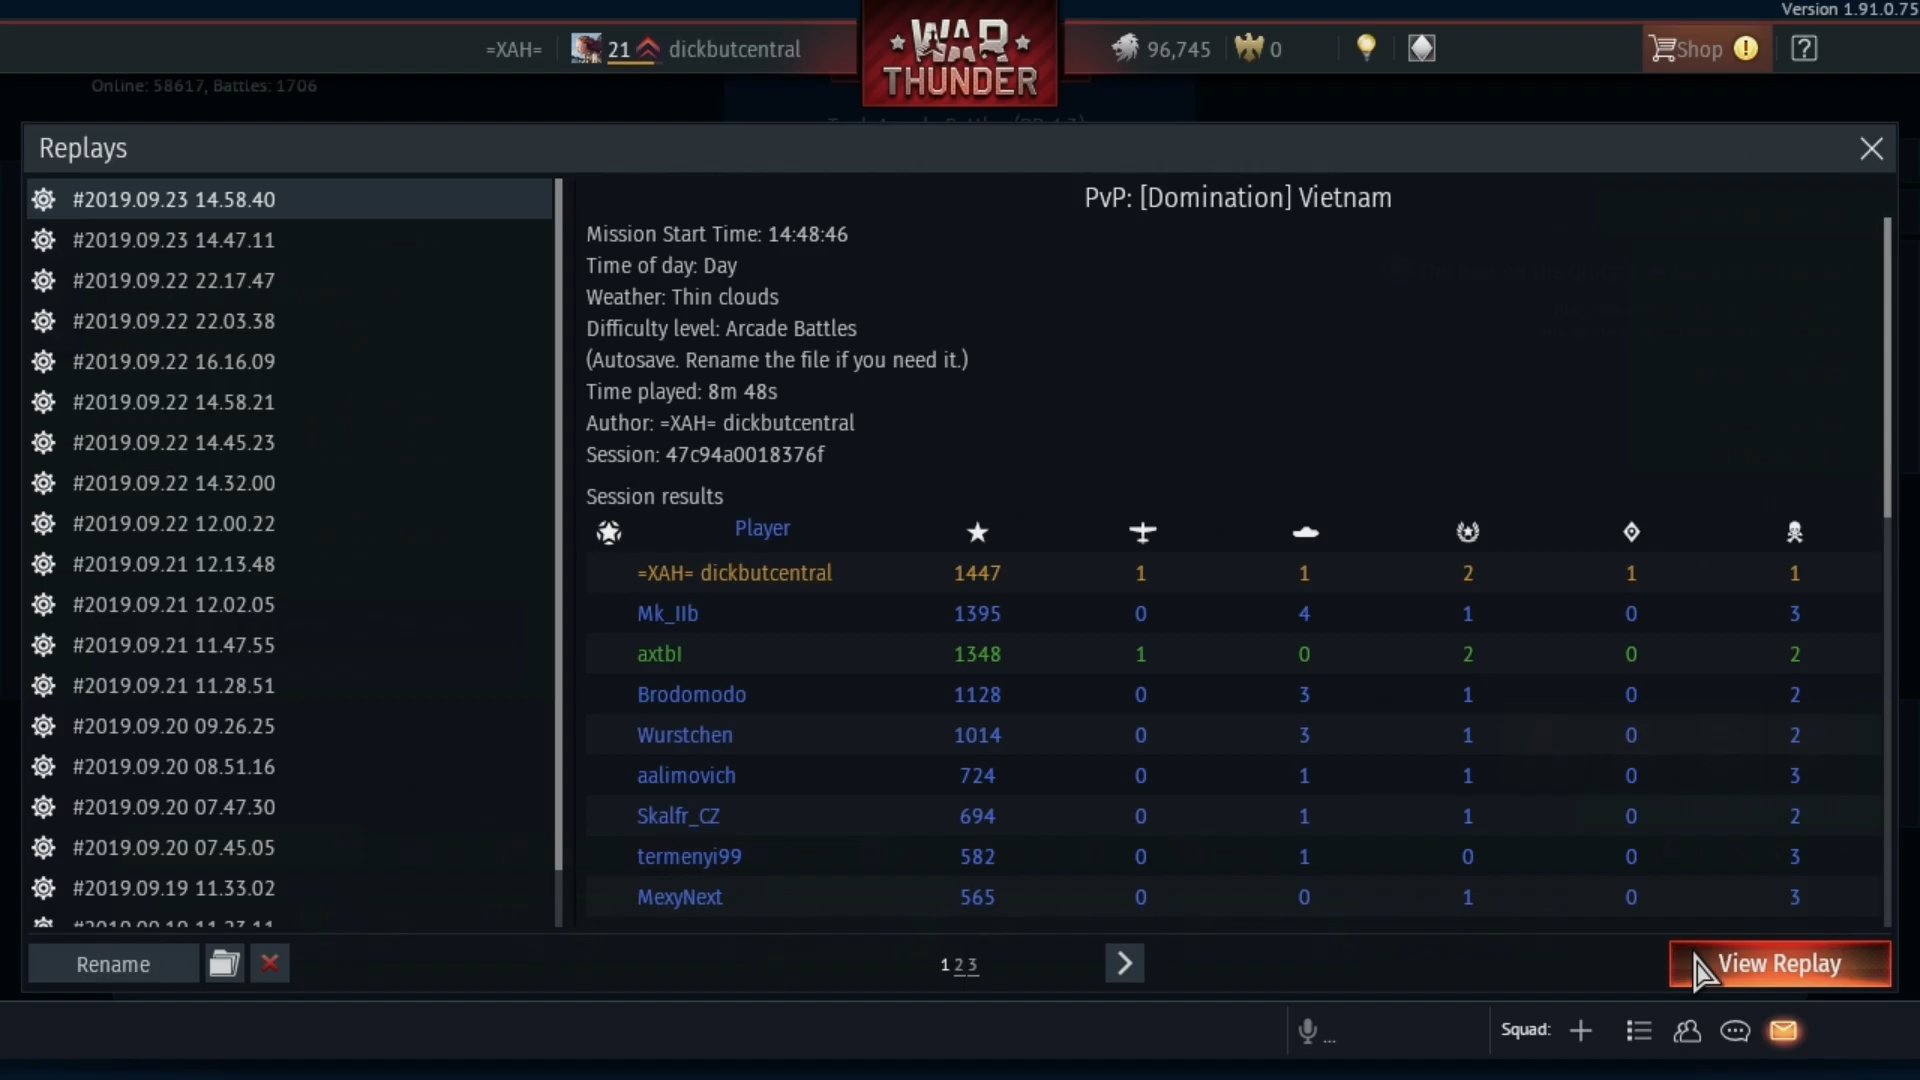 Version 1.91.0.75
=XAH= 21 dickbutcentral
WAR THUNDER
96,745 0
Shop ! ?
Online: 58617, Battles: 1706
Replays
#2019.09.23 14.58.40
#2019.09.23 14.47.11
#2019.09.22 22.17.47
#2019.09.22 22.03.38
#2019.09.22 16.16.09
#2019.09.22 14.58.21
#2019.09.22 14.45.23
#2019.09.22 14.32.00
#2019.09.22 12.00.22
#2019.09.21 12.13.48
#2019.09.21 12.02.05
#2019.09.21 11.47.55
#2019.09.21 11.28.51
#2019.09.20 09.26.25
#2019.09.20 08.51.16
#2019.09.20 07.47.30
#2019.09.20 07.45.05
#2019.09.19 11.33.02
PvP: [Domination] Vietnam
Mission Start Time: 14:48:46
Time of day: Day
Weather: Thin clouds
Difficulty level: Arcade Battles
(Autosave. Rename the file if you need it.)
Time played: 8m 48s
Author: =XAH= dickbutcentral
Session: 47c94a0018376f
Session results
Player
=XAH= dickbutcentral 1447 1 1 2 1 1
Mk_IIb 1395 0 4 1 0 3
axtbI 1348 1 0 2 0 2
Brodomodo 1128 0 3 1 0 2
Wurstchen 1014 0 3 1 0 2
aalimovich 724 0 1 1 0 3
Skalfr_CZ 694 0 1 1 0 2
termenyi99 582 0 1 0 0 3
MexyNext 565 0 0 1 0 3
Rename
1 2 3
View Replay
...
Squad: